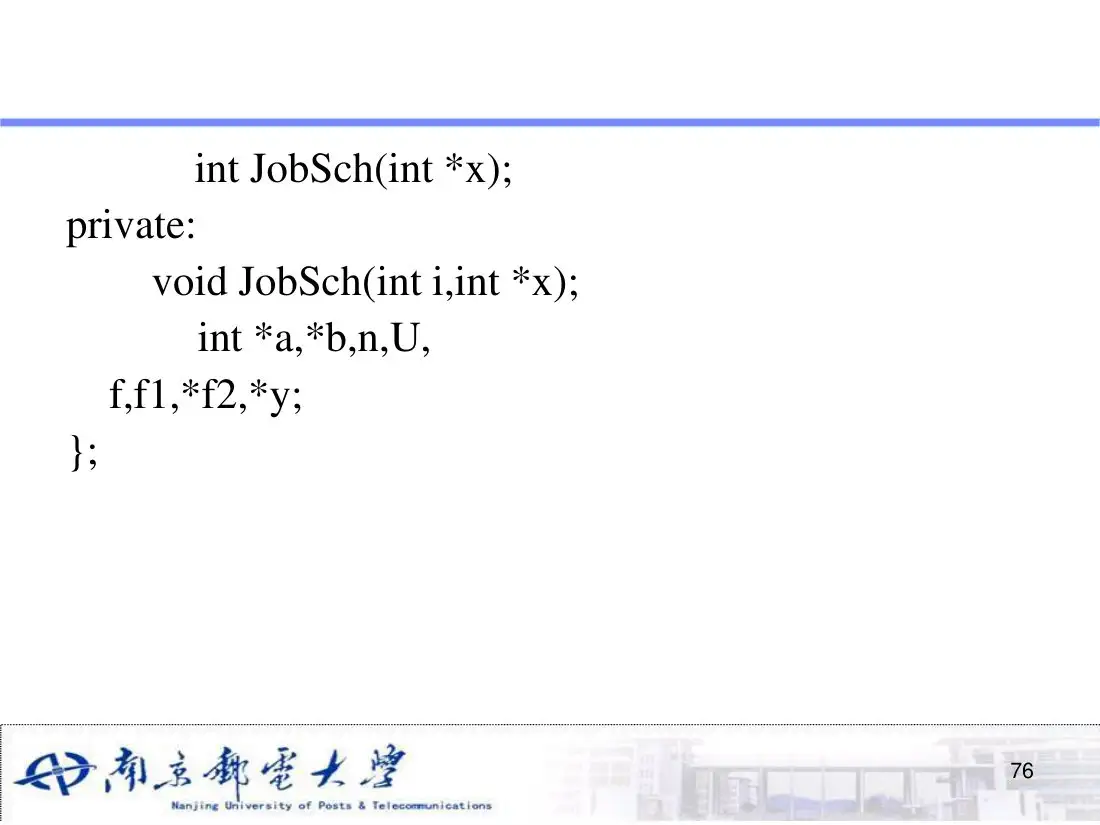 int JobSch(int *x);
private:
void JobSch(int i,int *x);
int *a,*b,n,U,
f,f1,*f2,*y;
};
南京郵電大學
Nanjing University of Posts & Telecommunications
76